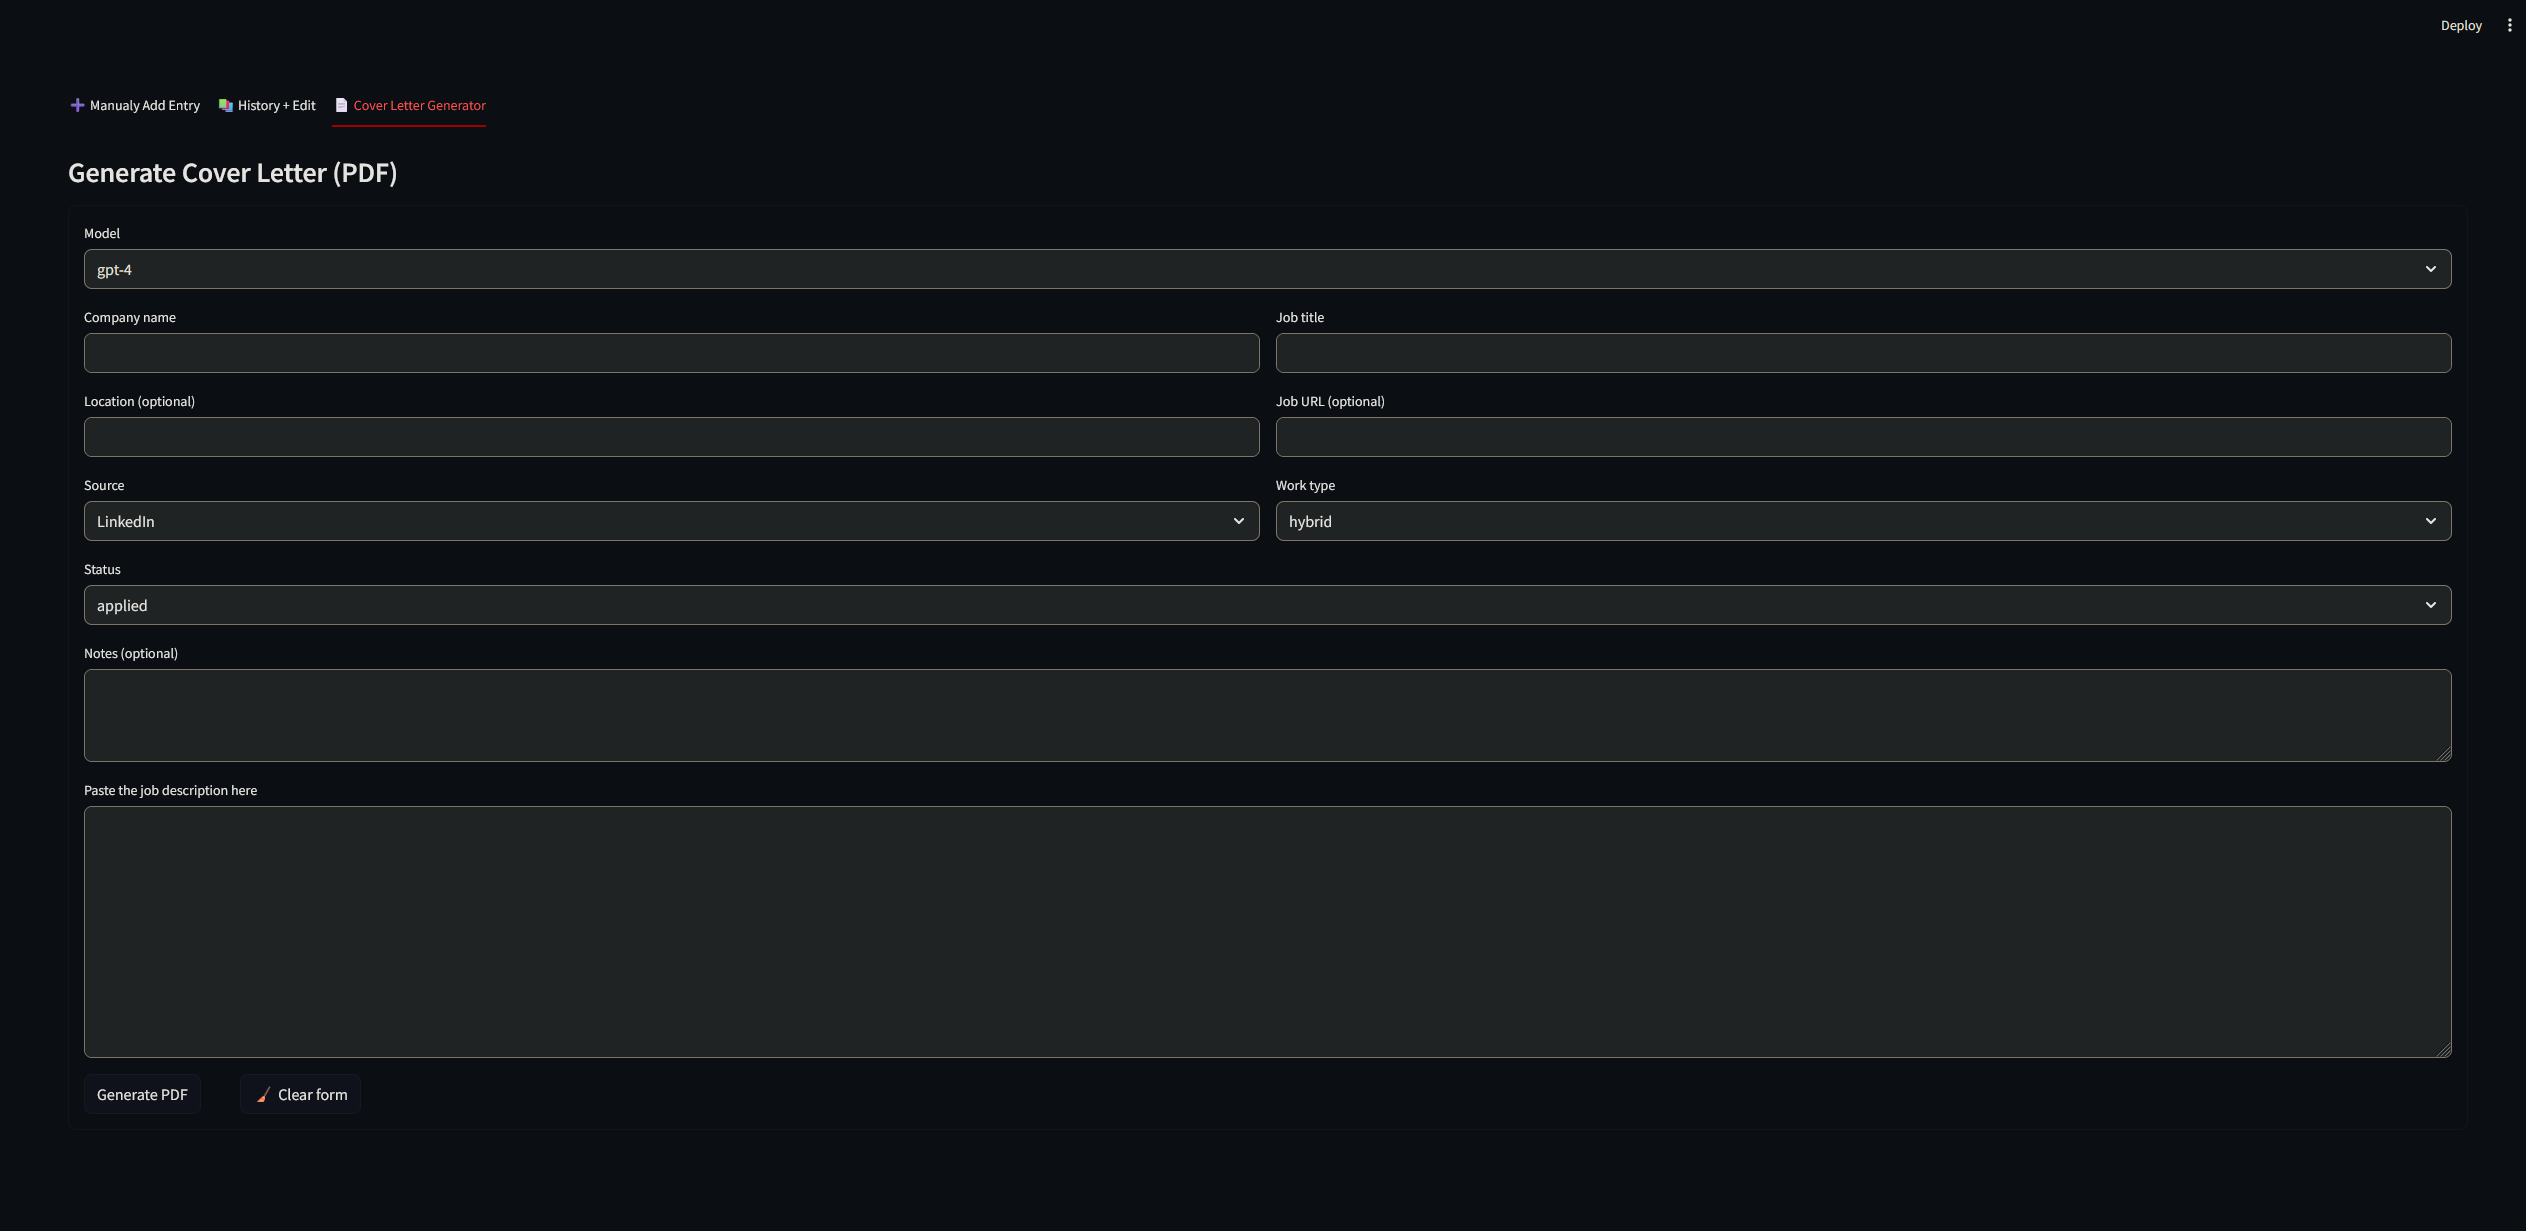 Deploy
Manualy Add Entry History + Edit Cover Letter Generator
Generate Cover Letter (PDF)
Model
gpt-4
Company name Job title
Location (optional) Job URL (optional)
Source Work type
LinkedIn hybrid
Status
applied
Notes (optional)
Paste the job description here
Generate PDF Clear form